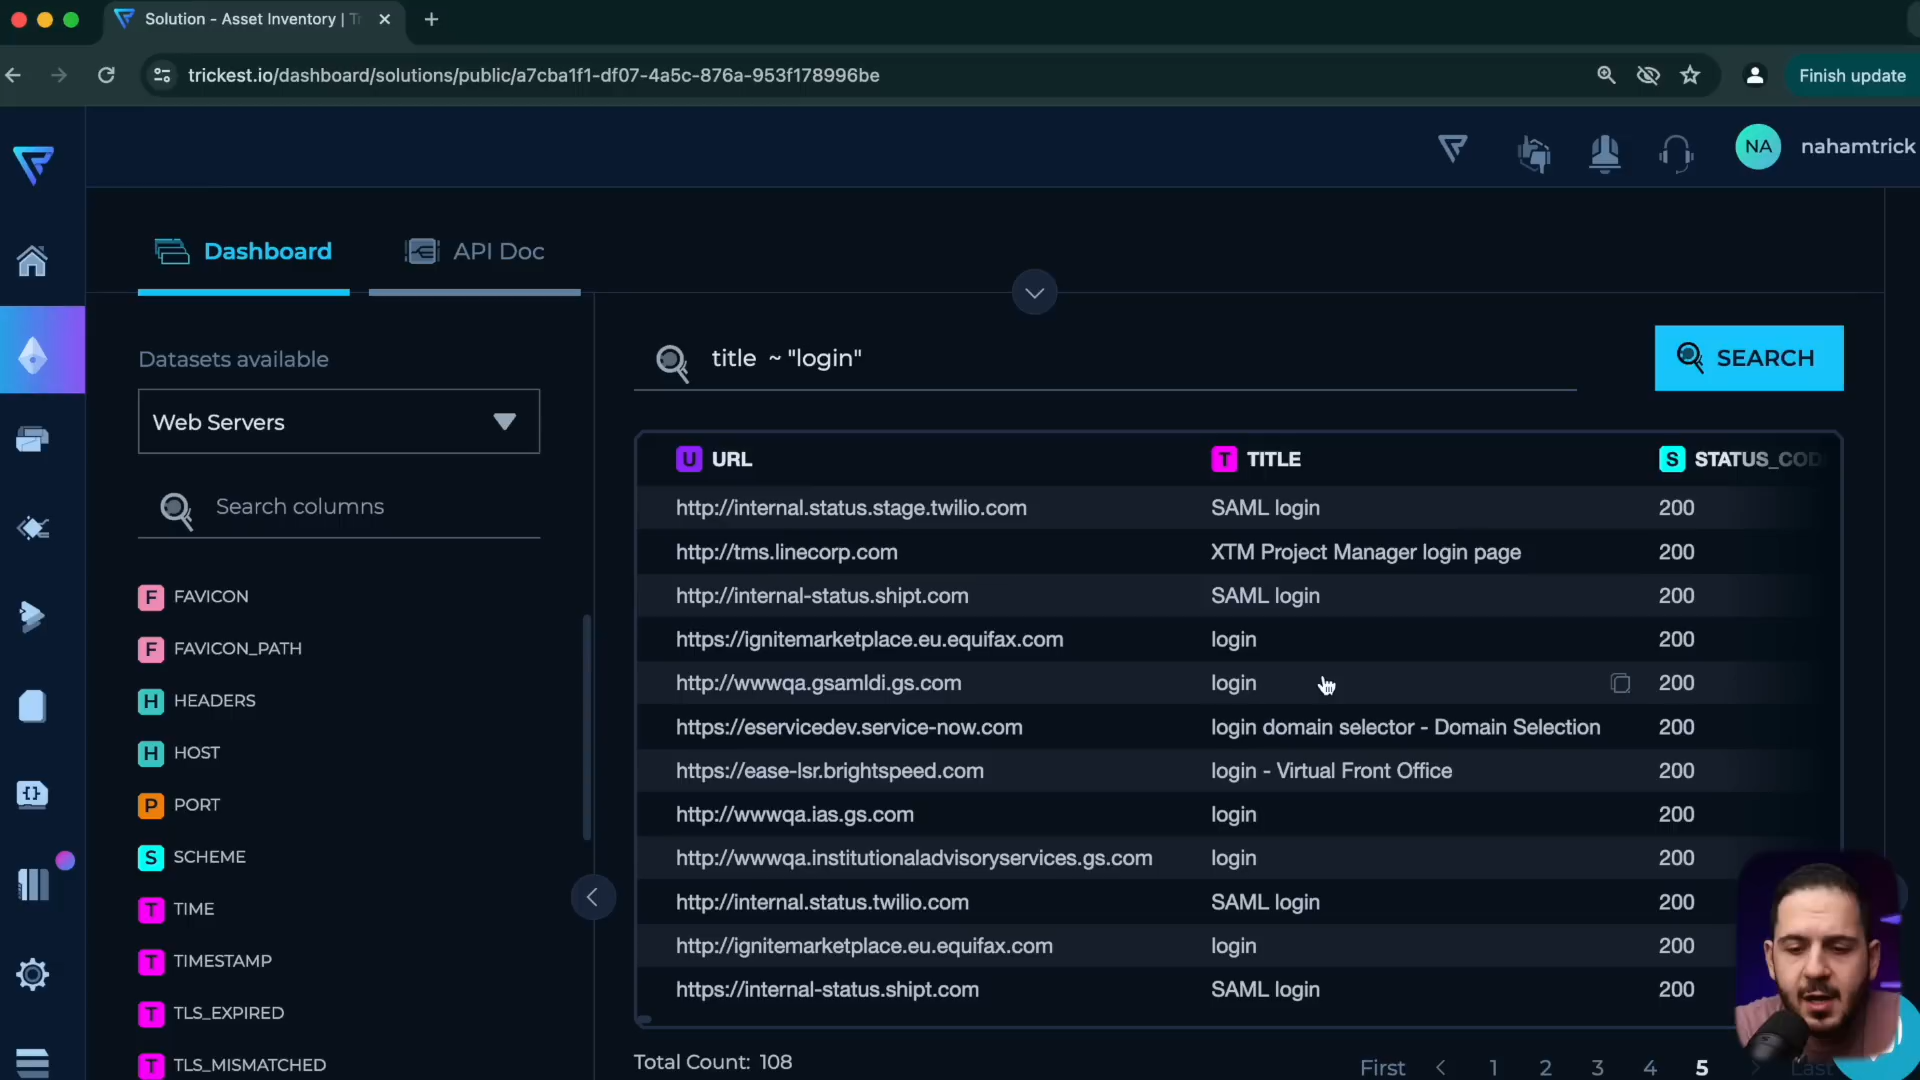 Solution - Asset Inventory | Tr
trickest.io/dashboard/solutions/public/a7cba1f1-df07-4a5c-876a-953f178996be
Finish update
NA
nahamtrick
Dashboard
API Doc
Datasets available
title ~ "login"
SEARCH
Web Servers
U URL
T TITLE
S STATUS_COD
Search columns
http://internal.status.stage.twilio.com SAML login 200
http://tms.linecorp.com XTM Project Manager login page 200
http://internal-status.shipt.com SAML login 200
https://ignitemarketplace.eu.equifax.com login 200
http://wwwqa.gsamldi.gs.com login 200
https://eservicedev.service-now.com login domain selector - Domain Selection 200
https://ease-lsr.brightspeed.com login - Virtual Front Office 200
http://wwwqa.ias.gs.com login 200
http://wwwqa.institutionaladvisoryservices.gs.com login 200
http://internal.status.twilio.com SAML login 200
http://ignitemarketplace.eu.equifax.com login 200
https://internal-status.shipt.com SAML login 200
F FAVICON
F FAVICON_PATH
H HEADERS
H HOST
P PORT
S SCHEME
T TIME
T TIMESTAMP
T TLS_EXPIRED
T TLS_MISMATCHED
Total Count: 108
First < 1 2 3 4 5 > Last